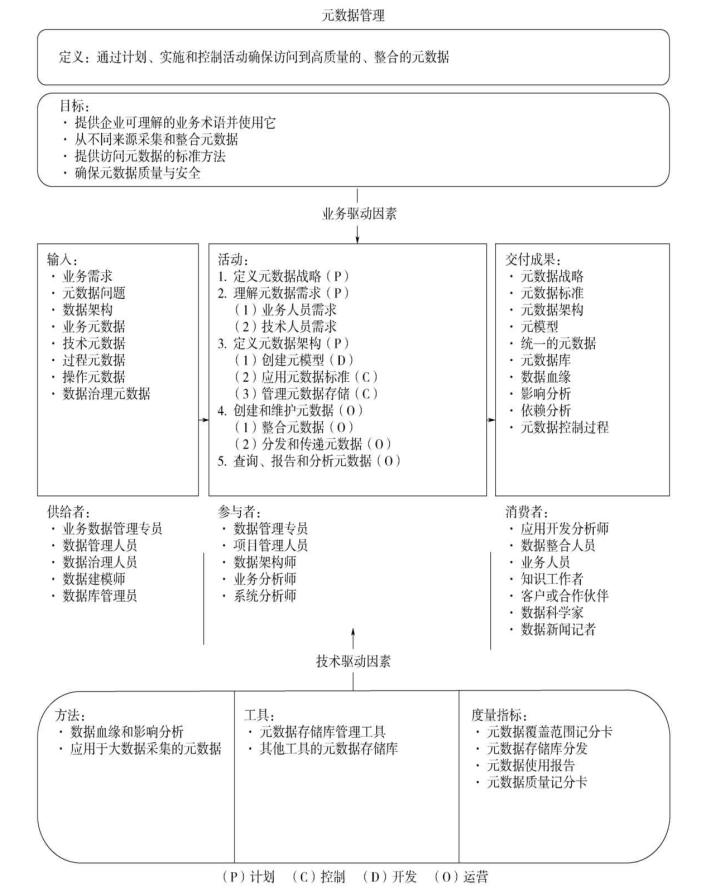 元数据管理
定义：通过计划、实施和控制活动确保访问到高质量的、整合的元数据
目标：
· 提供企业可理解的业务术语并使用它
· 从不同来源采集和整合元数据
· 提供访问元数据的标准方法
· 确保元数据质量与安全
业务驱动因素
输入：
· 业务需求
· 元数据问题
· 数据架构
· 业务元数据
· 技术元数据
· 过程元数据
· 操作元数据
· 数据治理元数据
活动：
1. 定义元数据战略（P）
2. 理解元数据需求（P）
（1）业务人员需求
（2）技术人员需求
3. 定义元数据架构（P）
（1）创建元模型（D）
（2）应用元数据标准（C）
（3）管理元数据存储（C）
4. 创建和维护元数据（O）
（1）整合元数据（O）
（2）分发和传递元数据（O）
5. 查询、报告和分析元数据（O）
交付成果：
· 元数据战略
· 元数据标准
· 元数据架构
· 元模型
· 统一的元数据
· 元数据库
· 数据血缘
· 影响分析
· 依赖分析
· 元数据控制过程
供给者：
· 业务数据管理专员
· 数据管理人员
· 数据治理人员
· 数据建模师
· 数据库管理员
参与者：
· 数据管理专员
· 项目管理人员
· 数据架构师
· 业务分析师
· 系统分析师
消费者：
· 应用开发分析师
· 数据整合人员
· 业务人员
· 知识工作者
· 客户或合作伙伴
· 数据科学家
· 数据新闻记者
技术驱动因素
方法：
· 数据血缘和影响分析
· 应用于大数据采集的元数据
工具：
· 元数据存储库管理工具
· 其他工具的元数据存储库
度量指标：
· 元数据覆盖范围记分卡
· 元数据存储库分发
· 元数据使用报告
· 元数据质量记分卡
（P）计划 （C）控制 （D）开发 （O）运营